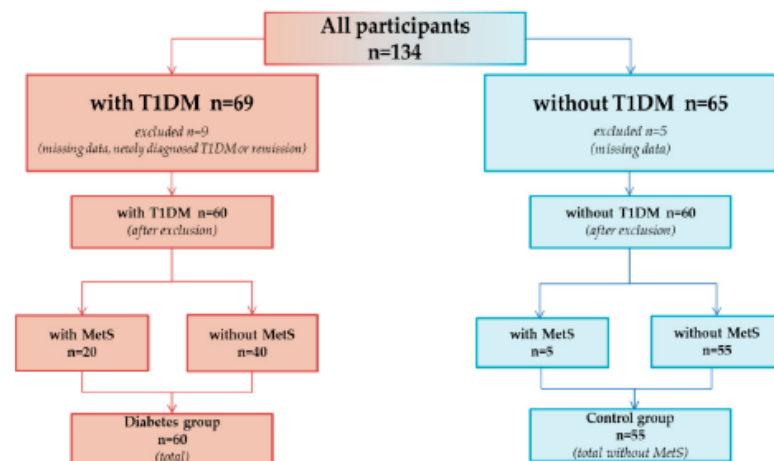 All participants
n=134
with T1DM n=69
excluded n=9
(missing data, newly diagnosed T1DM or remission)
without T1DM n=65
excluded n=5
(missing data)
with T1DM n=60
(after exclusion)
without T1DM n=60
(after exclusion)
with MetS
n=20
without MetS
n=40
with MetS
n=5
without MetS
n=55
Diabetes group
n=60
(total)
Control group
n=55
(total without MetS)